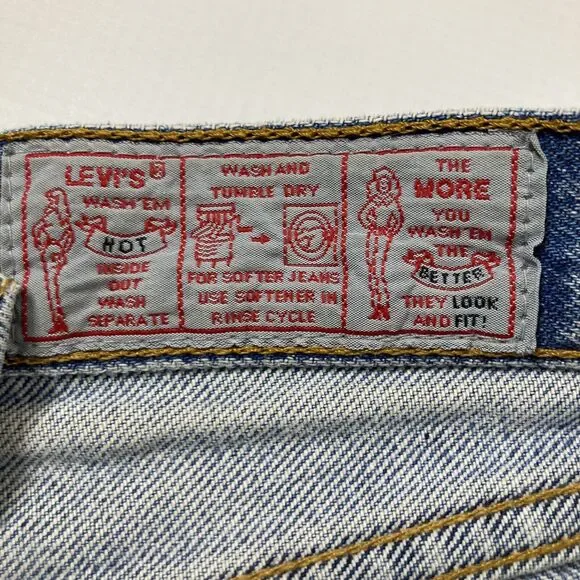 LEVI'S®
WASH 'EM
HOT
INSIDE
OUT
WASH
SEPARATE
WASH AND
TUMBLE DRY
FOR SOFTER JEANS
USE SOFTENER IN
RINSE CYCLE
THE
MORE
YOU
WASH 'EM
THE
BETTER
THEY LOOK
AND FIT!